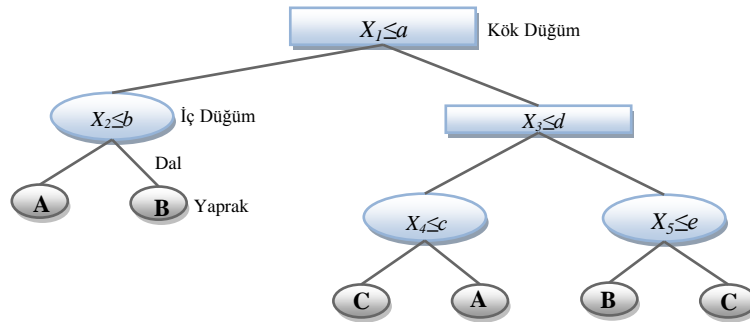 X₁≤a
Kök Düğüm
X₂≤b
İç Düğüm
X₃≤d
Dal
A
B
Yaprak
X₄≤c
X₅≤e
C
A
B
C